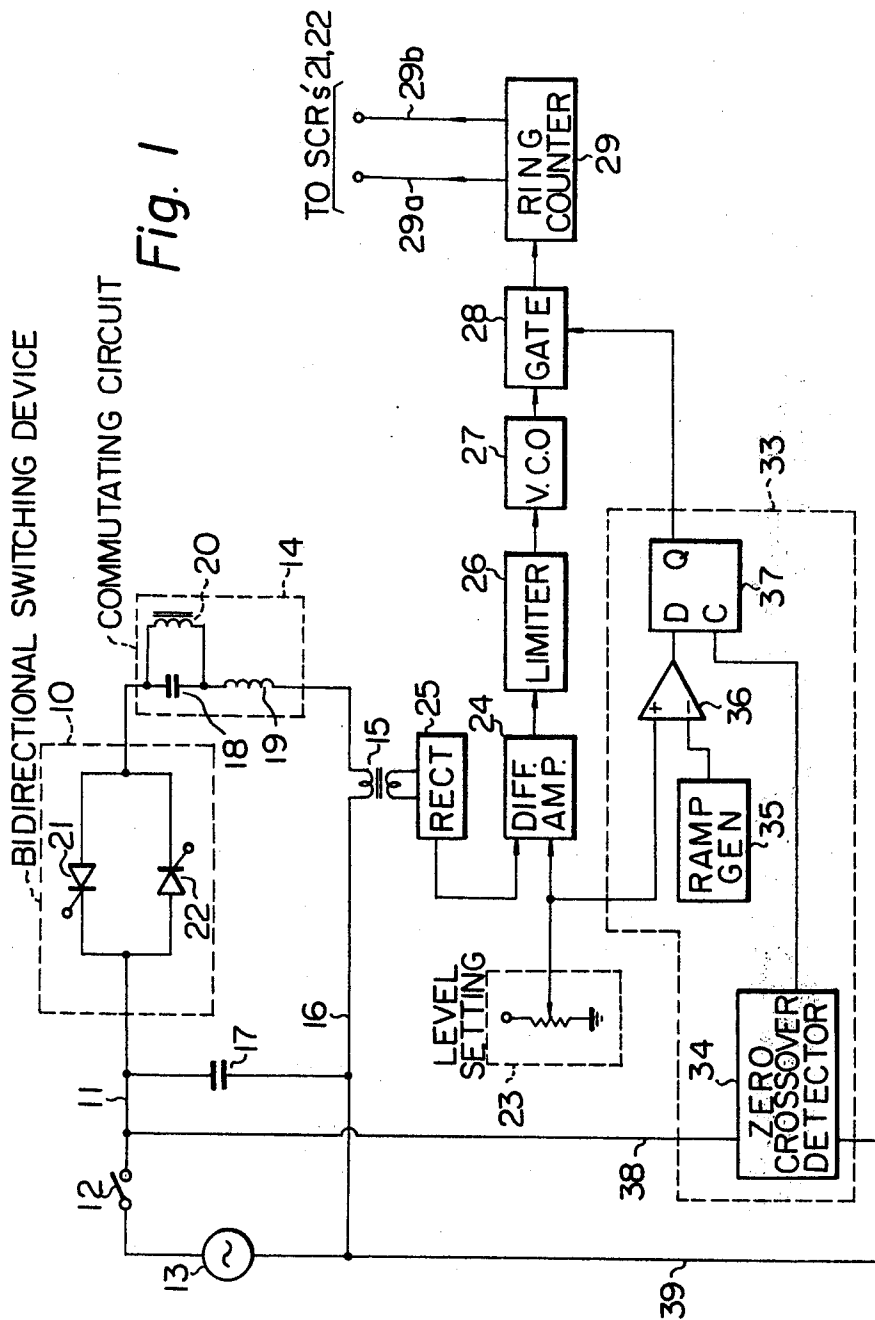 Fig. 1
BIDIRECTIONAL SWITCHING DEVICE
COMMUTATING CIRCUIT
10
21
22
11
12
13
17
16
18
19
20
14
15
25
RECT
24
DIFF.
AMP.
26
LIMITER
27
V.C.O
28
GATE
29
RING
COUNTER
29a
29b
TO SCR's' 21,22
LEVEL
SETTING
23
33
34
ZERO
CROSSOVER
DETECTOR
35
RAMP
GEN
36
+
−
37
D
Q
C
38
39